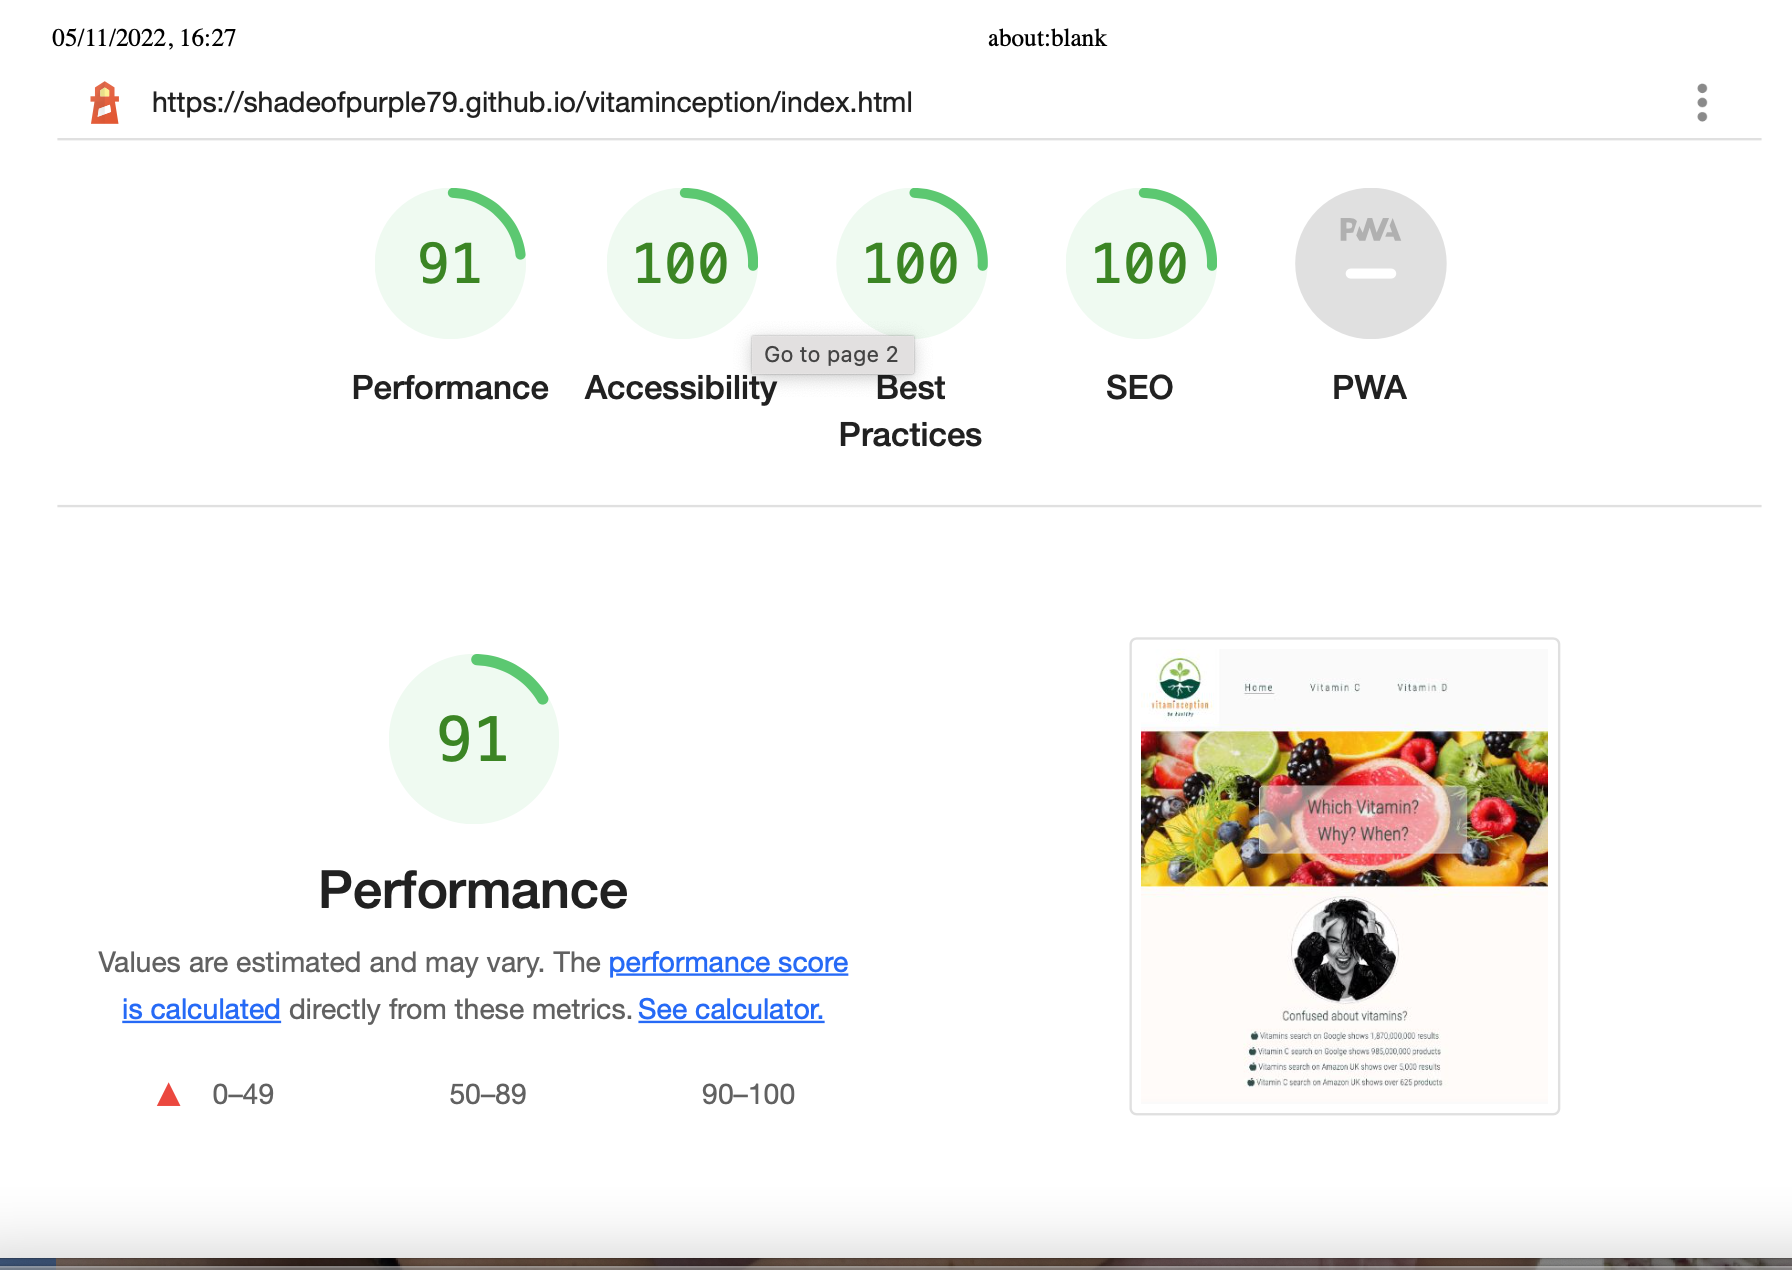 05/11/2022, 16:27
about:blank
https://shadeofpurple79.github.io/vitaminception/index.html
91
100
100
100
PWA
Go to page 2
Performance
Accessibility
Best
Practices
SEO
PWA
91
Performance
Values are estimated and may vary. The performance score
is calculated directly from these metrics. See calculator.
0–49
50–89
90–100
vitaminception
be healthy
Home
Vitamin C
Vitamin D
Which Vitamin?
Why? When?
Confused about vitamins?
Vitamins search on Google shows 1,870,000,000 results
Vitamin C search on Goolge shows 985,000,000 products
Vitamins search on Amazon UK shows over 5,000 results
Vitamin C search on Amazon UK shows over 625 products